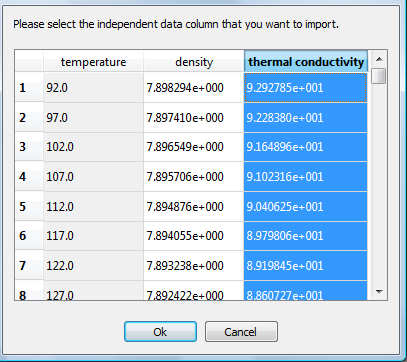 Please select the independent data column that you want to import.
temperature density thermal conductivity
1 92.0 7.898294e+000 9.292785e+001
2 97.0 7.897410e+000 9.228380e+001
3 102.0 7.896549e+000 9.164896e+001
4 107.0 7.895706e+000 9.102316e+001
5 112.0 7.894876e+000 9.040625e+001
6 117.0 7.894055e+000 8.979806e+001
7 122.0 7.893238e+000 8.919845e+001
8 127.0 7.892422e+000 8.860727e+001
Ok Cancel